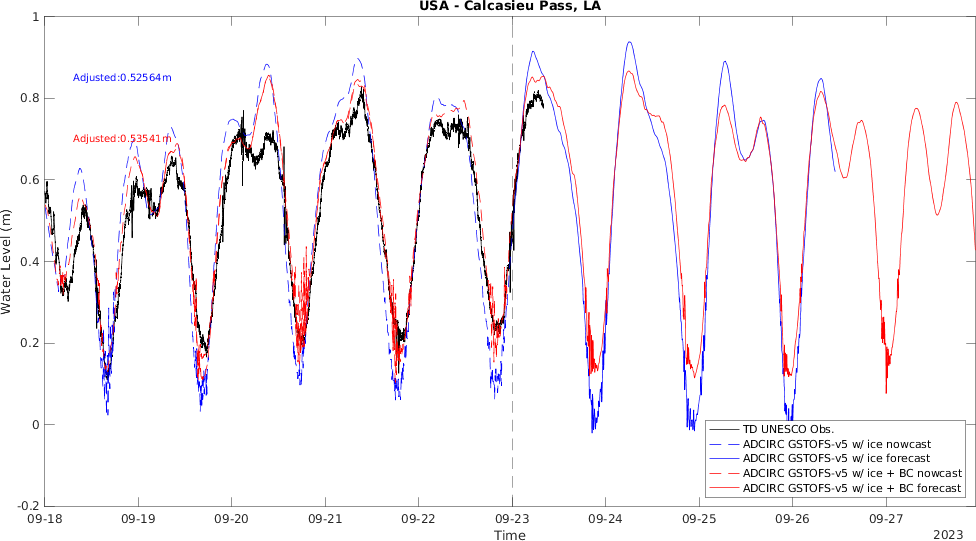 USA - Calcasieu Pass, LA
1
0.8
0.6
0.4
0.2
0
-0.2
Water Level (m)
Adjusted:0.52564m
Adjusted:0.53541m
TD UNESCO Obs.
ADCIRC GSTOFS-v5 w/ ice nowcast
ADCIRC GSTOFS-v5 w/ ice forecast
ADCIRC GSTOFS-v5 w/ ice + BC nowcast
ADCIRC GSTOFS-v5 w/ ice + BC forecast
09-18 09-19 09-20 09-21 09-22 09-23 09-24 09-25 09-26 09-27
Time
2023